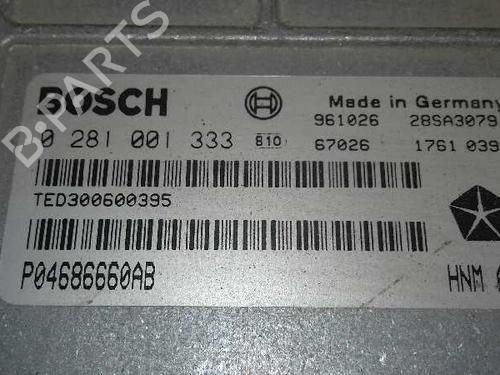 B-PARTS
BOSCH
Made in Germany
961026 28SA3079
0 281 001 333 810 67026 1761 039
TED300600395
P04686660AB HNM